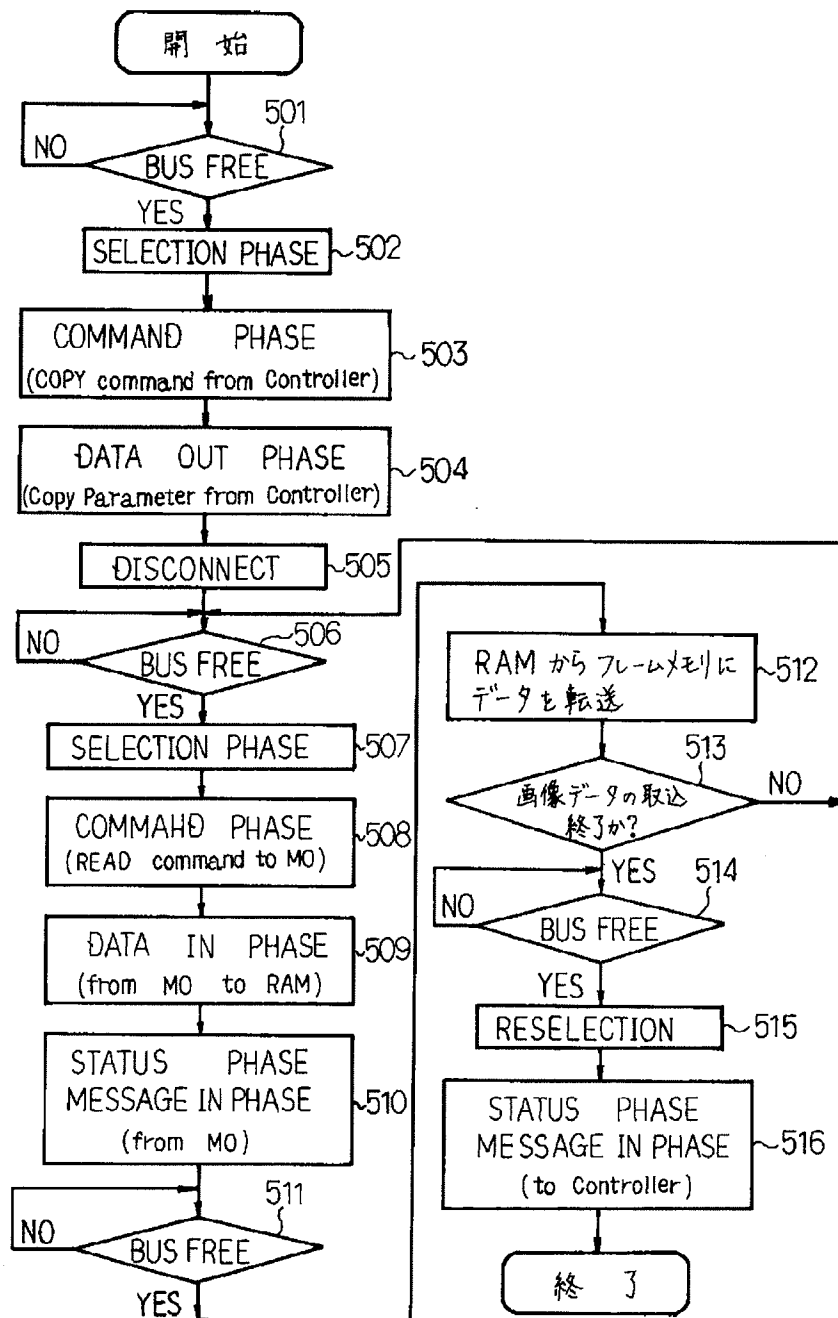 開始
501
NO
BUS FREE
YES
SELECTION PHASE
502
COMMAND PHASE
(COPY command from Controller)
503
DATA OUT PHASE
(Copy Parameter from Controller)
504
DISCONNECT
505
NO
506
BUS FREE
YES
SELECTION PHASE
507
COMMAHD PHASE
(READ command to MO)
508
DATA IN PHASE
(from MO to RAM)
509
STATUS PHASE
MESSAGE IN PHASE
(from MO)
510
511
NO
BUS FREE
YES
RAM から フレームメモリに
データを転送
512
513
画像データの取込
終了か?
NO
YES
514
NO
BUS FREE
YES
RESELECTION
515
STATUS PHASE
MESSAGE IN PHASE
(to Controller)
516
終了